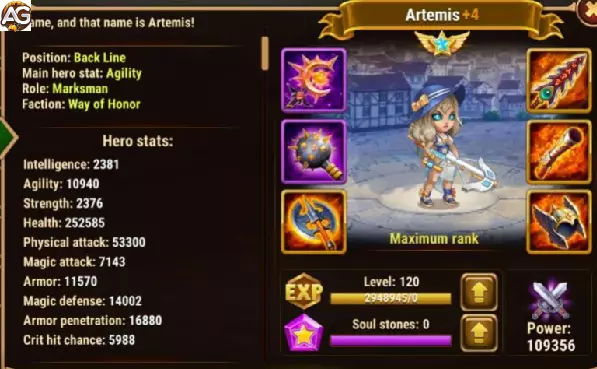 AG
ame, and that name is Artemis!
Artemis+4
Position: Back Line
Main hero stat: Agility
Role: Marksman
Faction: Way of Honor
Hero stats:
Intelligence: 2381
Agility: 10940
Strength: 2376
Health: 252585
Physical attack: 53300
Magic attack: 7143
Armor: 11570
Magic defense: 14002
Armor penetration: 16880
Crit hit chance: 5988
Maximum rank
EXP
Level: 120
2948945/0
Soul stones: 0
Power:
109356